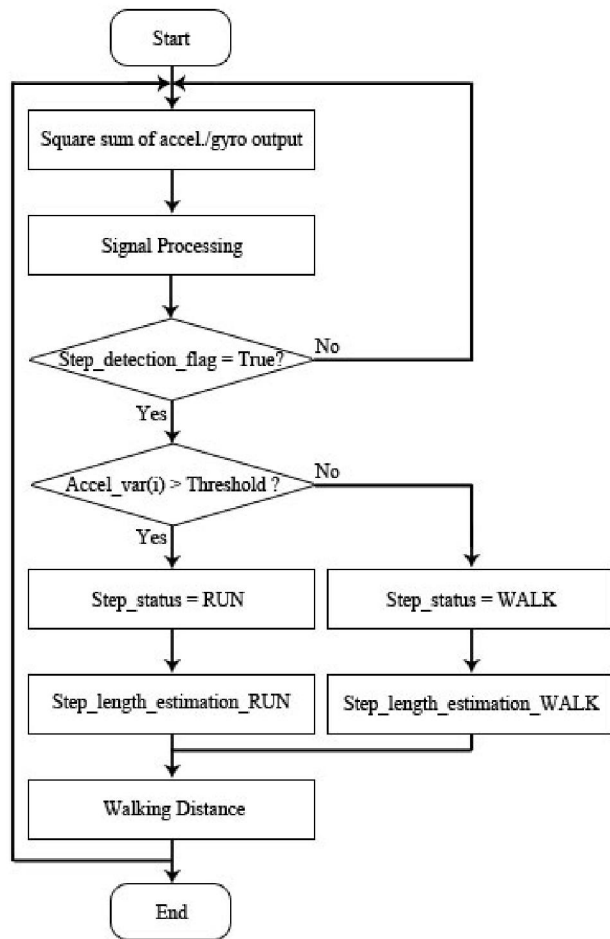 Start
Square sum of accel./gyro output
Signal Processing
Step_detection_flag = True?
No
Yes
Accel_var(i) > Threshold ?
No
Yes
Step_status = RUN
Step_status = WALK
Step_length_estimation_RUN
Step_length_estimation_WALK
Walking Distance
End